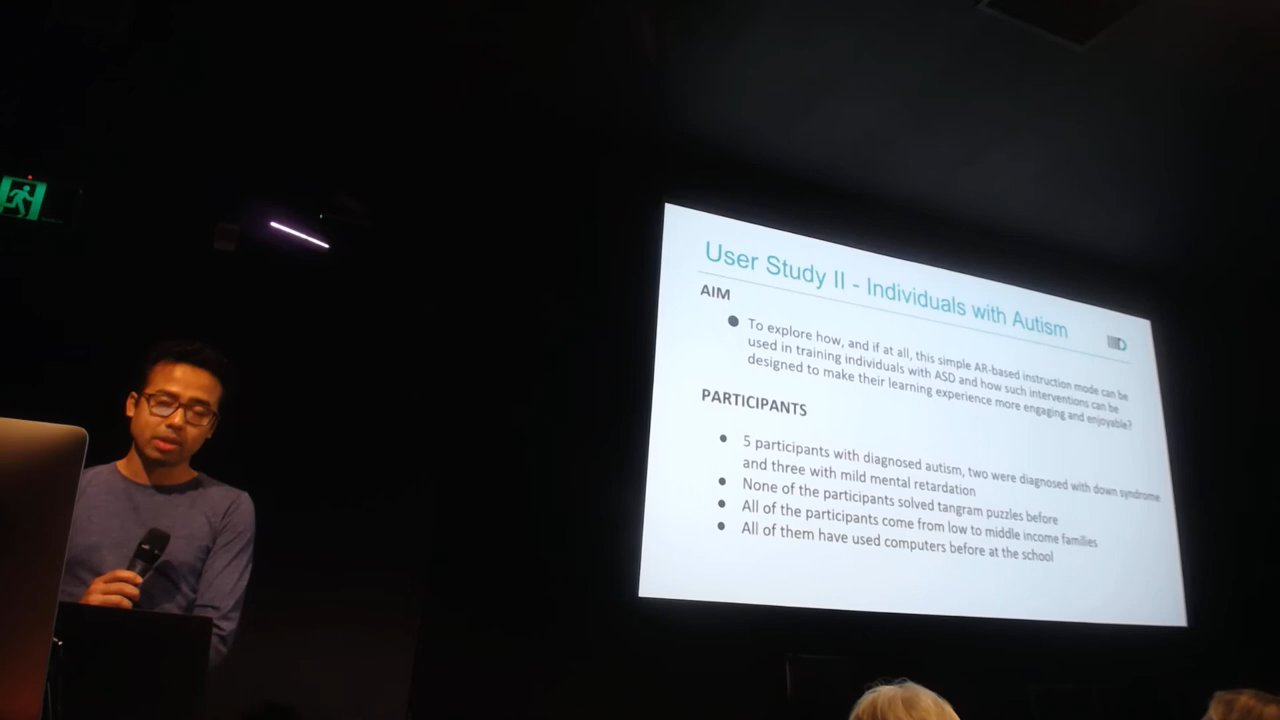 User Study II - Individuals with Autism
AIM
● To explore how, and if at all, this simple AR-based instruction mode can be
used in training individuals with ASD and how such interventions can be
designed to make their learning experience more engaging and enjoyable?
PARTICIPANTS
● 5 participants with diagnosed autism, two were diagnosed with down syndrome
and three with mild mental retardation
● None of the participants solved tangram puzzles before
● All of the participants come from low to middle income families
● All of them have used computers before at the school